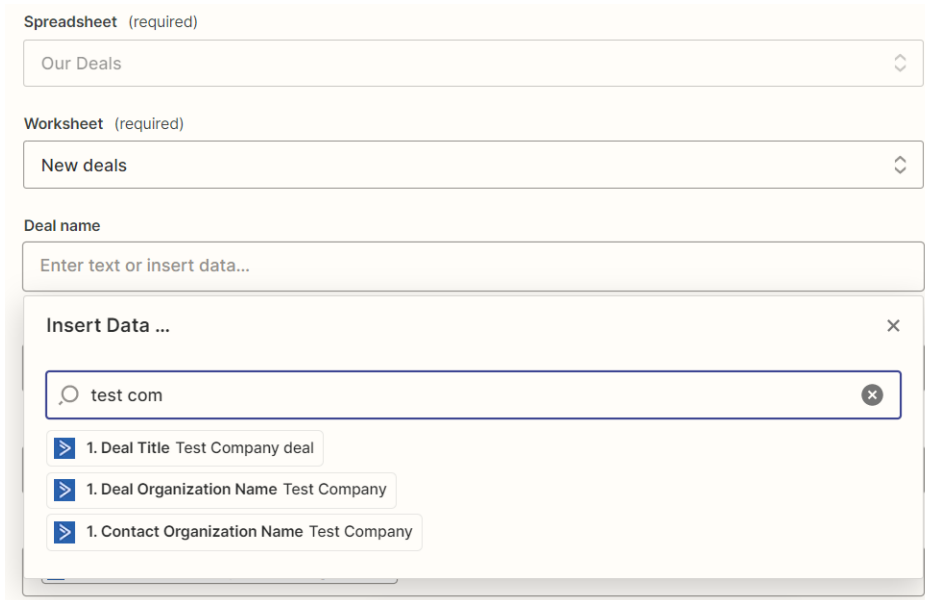 Spreadsheet (required)
Our Deals
Worksheet (required)
New deals
Deal name
Enter text or insert data...
Insert Data ...
test com
1. Deal Title Test Company deal
1. Deal Organization Name Test Company
1. Contact Organization Name Test Company